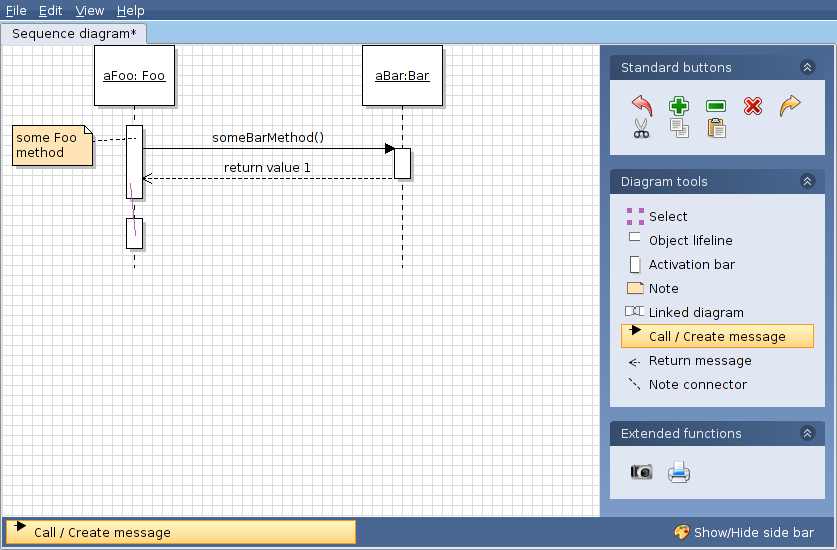 File Edit View Help
Sequence diagram*
aFoo: Foo
aBar:Bar
some Foo
method
someBarMethod()
return value 1
Standard buttons
Diagram tools
Select
Object lifeline
Activation bar
Note
Linked diagram
Call / Create message
Return message
Note connector
Extended functions
Call / Create message
Show/Hide side bar